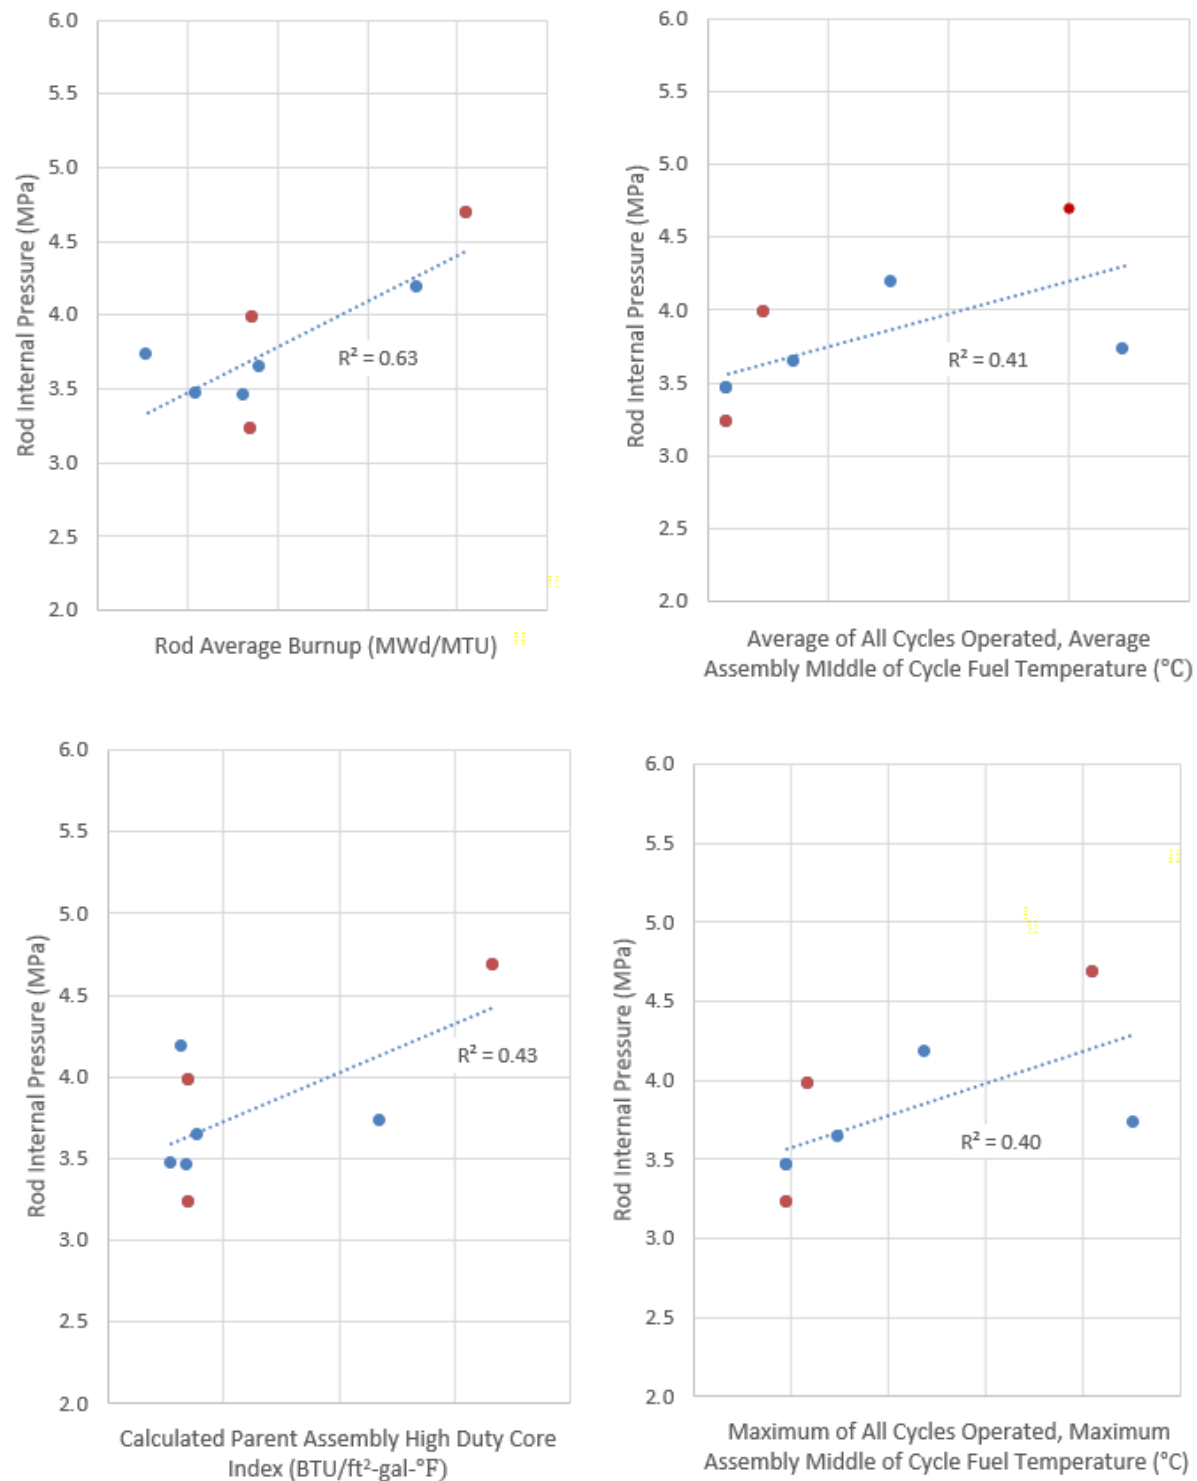 6.0
5.5
5.0
4.5
4.0
3.5
3.0
2.5
2.0
Rod Internal Pressure (MPa)
R² = 0.63
Rod Average Burnup (MWd/MTU)
6.0
5.5
5.0
4.5
4.0
3.5
3.0
2.5
2.0
Rod Internal Pressure (MPa)
R² = 0.41
Average of All Cycles Operated, Average
Assembly MIddle of Cycle Fuel Temperature (°C)
6.0
5.5
5.0
4.5
4.0
3.5
3.0
2.5
2.0
Rod Internal Pressure (MPa)
R² = 0.43
Calculated Parent Assembly High Duty Core
Index (BTU/ft²-gal-°F)
6.0
5.5
5.0
4.5
4.0
3.5
3.0
2.5
2.0
Rod Internal Pressure (MPa)
R² = 0.40
Maximum of All Cycles Operated, Maximum
Assembly Middle of Cycle Fuel Temperature (°C)